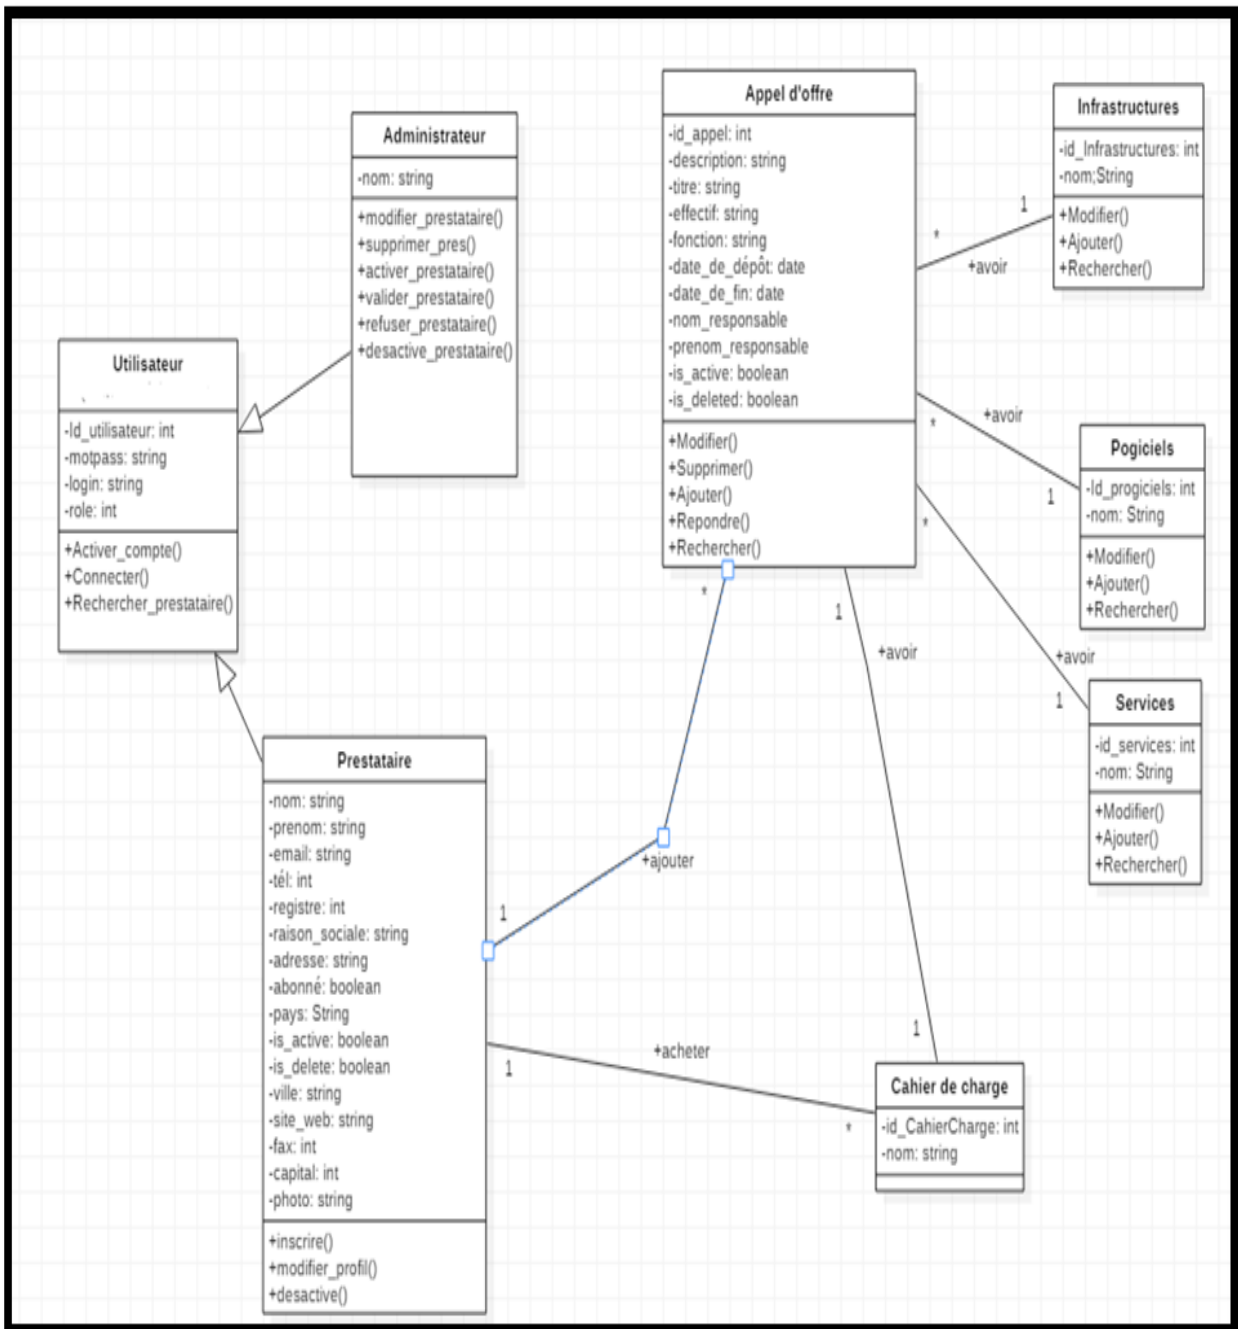 Administrateur
-nom: string
+modifier_prestataire()
+supprimer_pres()
+activer_prestataire()
+valider_prestataire()
+refuser_prestataire()
+desactive_prestataire()
Appel d'offre
-id_appel: int
-description: string
-titre: string
-effectif: string
-fonction: string
-date_de_dépôt: date
-date_de_fin: date
-nom_responsable
-prenom_responsable
-is_active: boolean
-is_deleted: boolean
+Modifier()
+Supprimer()
+Ajouter()
+Repondre()
+Rechercher()
Infrastructures
-id_Infrastructures: int
-nom;String
+Modifier()
+Ajouter()
+Rechercher()
1
*
+avoir
Utilisateur
-Id_utilisateur: int
-motpass: string
-login: string
-role: int
+Activer_compte()
+Connecter()
+Rechercher_prestataire()
+avoir
*
1
Pogiciels
-Id_progiciels: int
-nom: String
+Modifier()
+Ajouter()
+Rechercher()
*
+avoir
1
Services
-id_services: int
-nom: String
+Modifier()
+Ajouter()
+Rechercher()
*
+ajouter
1
1
+avoir
1
Prestataire
-nom: string
-prenom: string
-email: string
-tél: int
-registre: int
-raison_sociale: string
-adresse: string
-abonné: boolean
-pays: String
-is_active: boolean
-is_delete: boolean
-ville: string
-site_web: string
-fax: int
-capital: int
-photo: string
+inscrire()
+modifier_profil()
+desactive()
+acheter
1
*
Cahier de charge
-id_CahierCharge: int
-nom: string